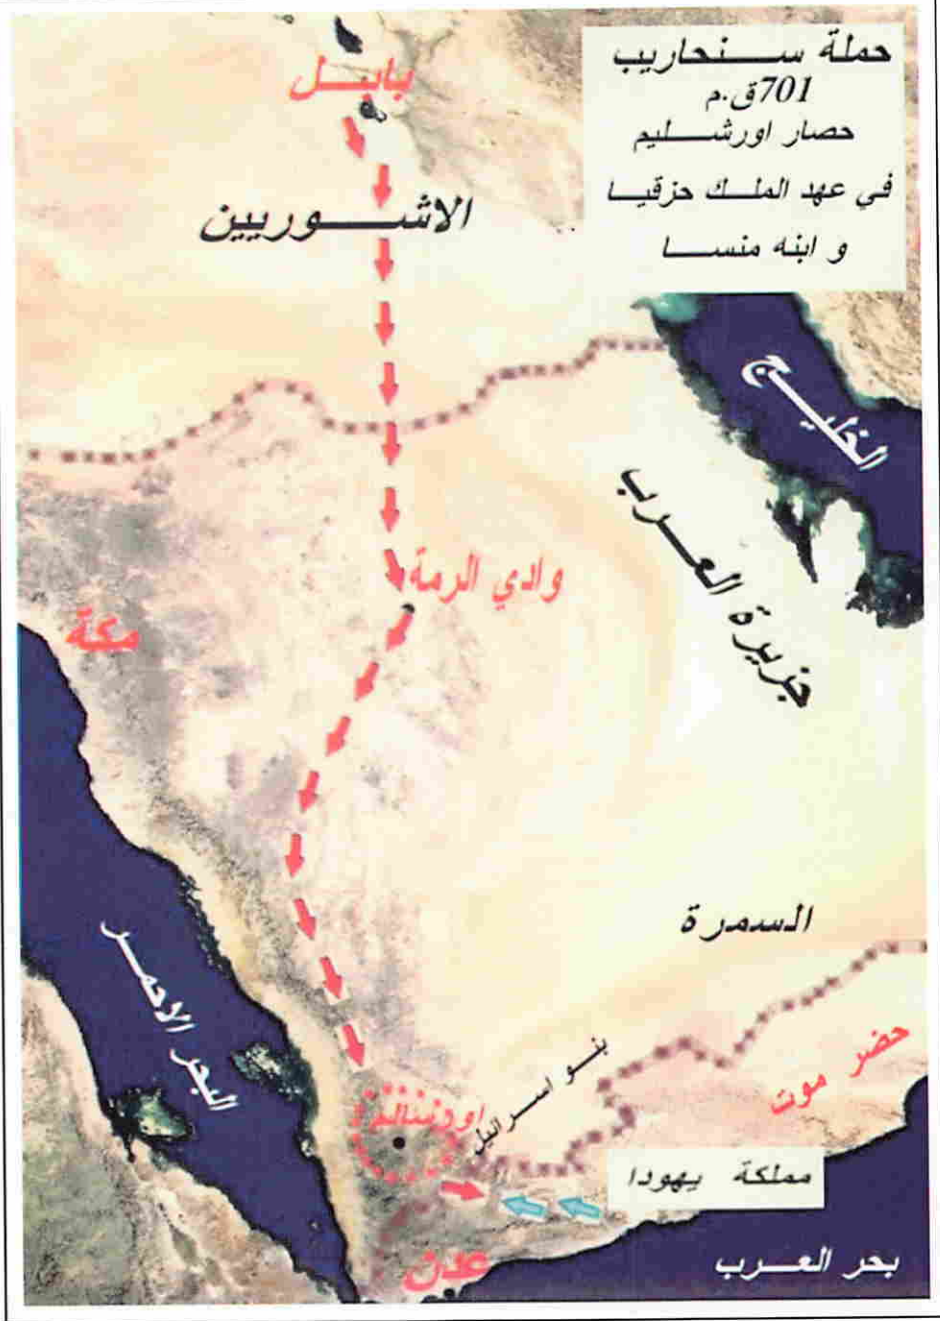 حملة سنحاريب
701ق.م
حصار اورشليم
في عهد الملك حزقيا
و ابنه منسا
بابل
الاشوريين
الخليج
جزيرة العرب
وادي الرمة
مكة
السمرة
البحر الاحمر
حضر موت
بنو اسرائيل
مملكة يهودا
عدن
بحر العرب